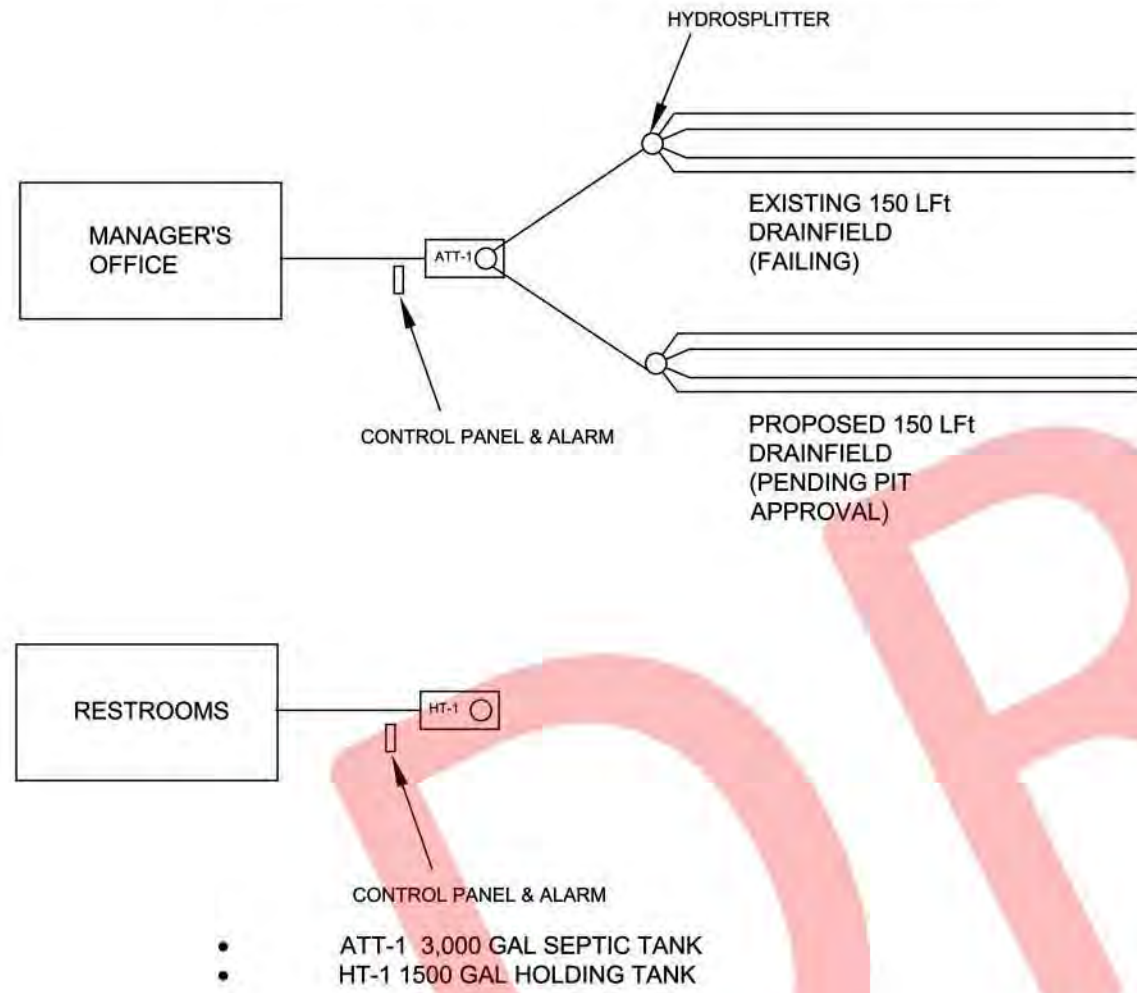 HYDROSPLITTER
MANAGER'S
OFFICE
ATT-1
EXISTING 150 LFt
DRAINFIELD
(FAILING)
CONTROL PANEL & ALARM
PROPOSED 150 LFt
DRAINFIELD
(PENDING PIT
APPROVAL)
RESTROOMS
HT-1
CONTROL PANEL & ALARM
• ATT-1 3,000 GAL SEPTIC TANK
• HT-1 1500 GAL HOLDING TANK